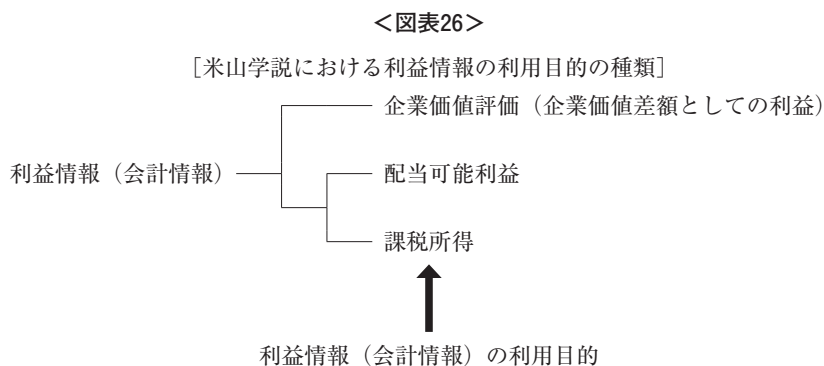 ＜図表26＞
［米山学説における利益情報の利用目的の種類］
企業価値評価（企業価値差額としての利益）
利益情報（会計情報）
配当可能利益
課税所得
利益情報（会計情報）の利用目的